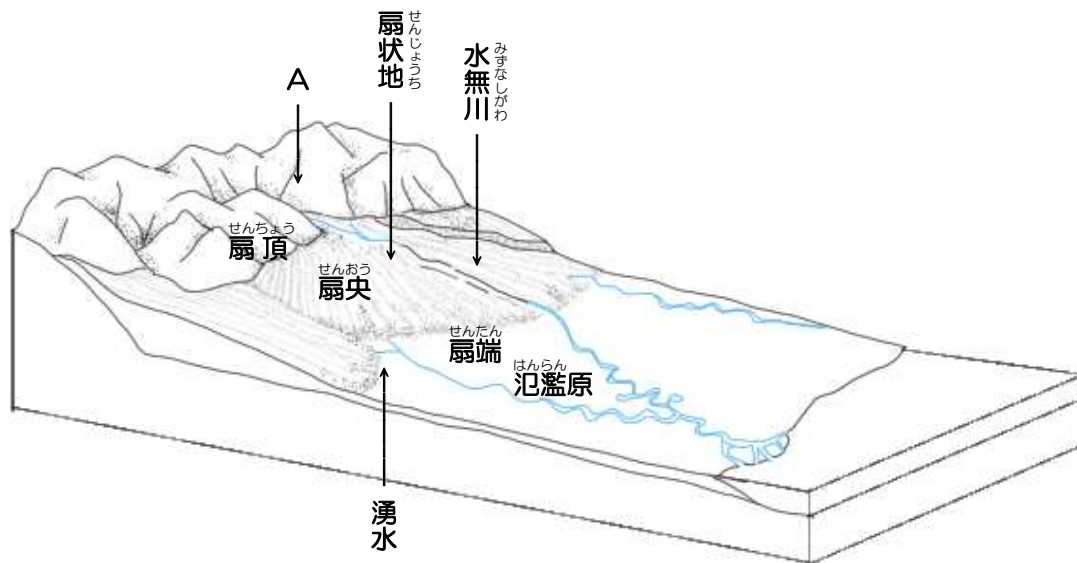 A
扇状地
せんじょうち
水無川
みずなしがわ
せんちょう
扇頂
せんおう
扇央
せんたん
扇端
はんらん
氾濫原
湧水